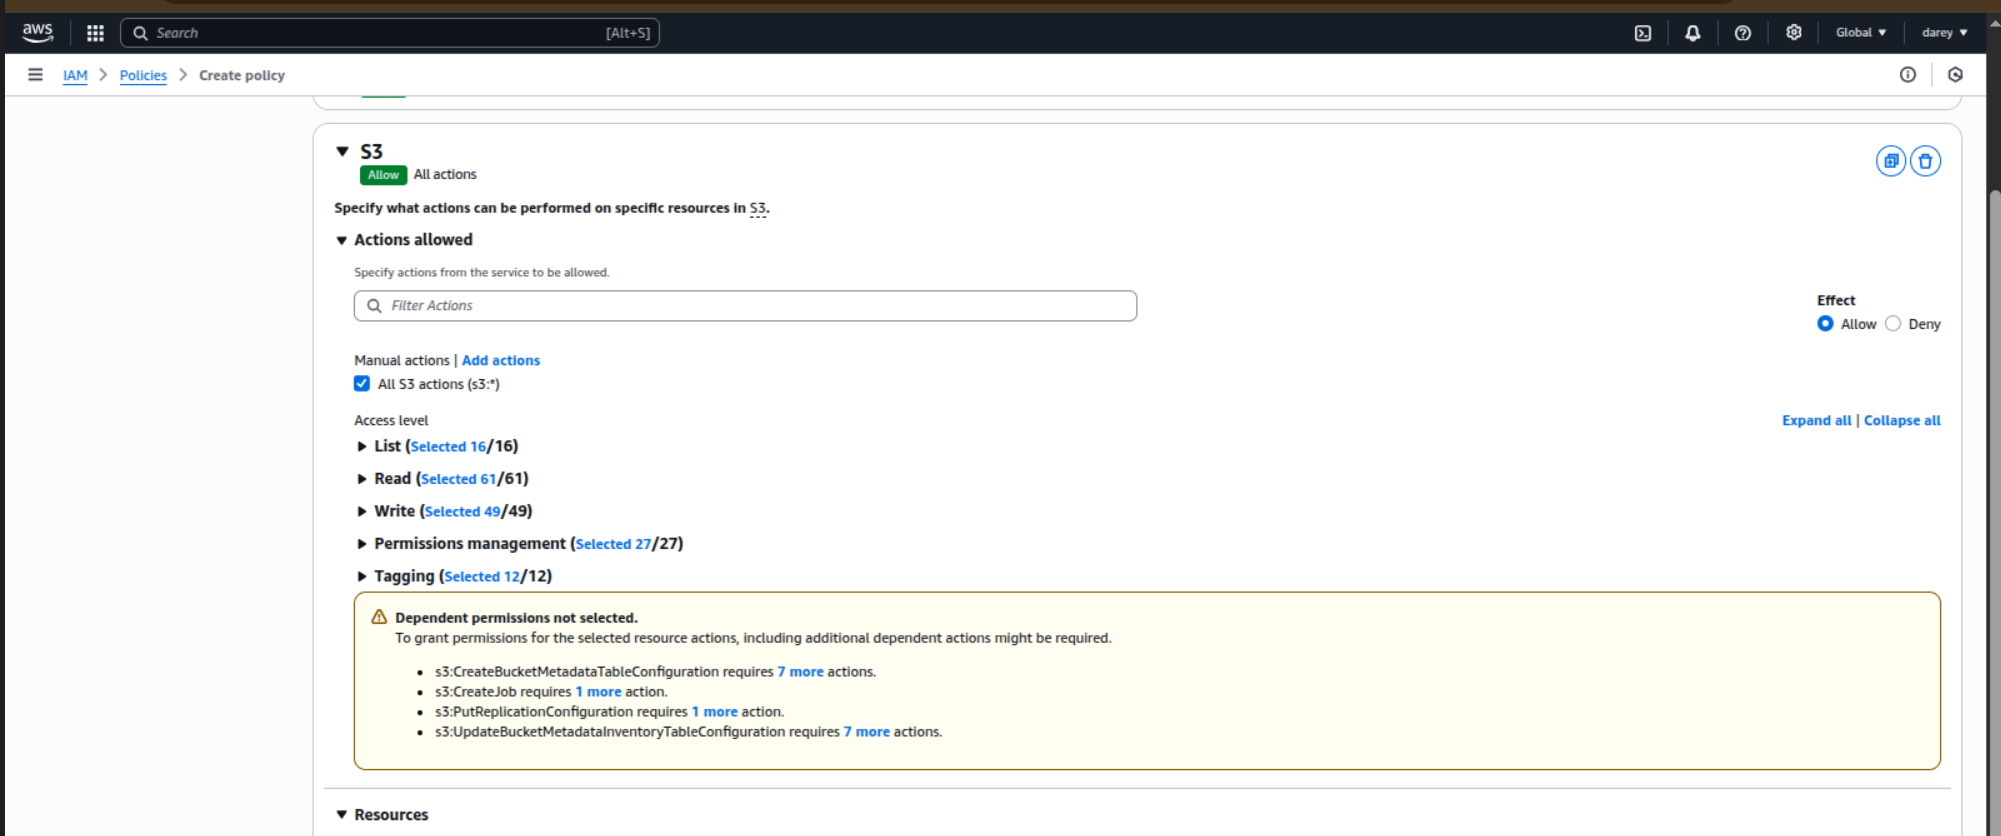 aws
Search [Alt+S] Global darey
IAM Policies Create policy
S3
Allow All actions
Specify what actions can be performed on specific resources in S3.
Actions allowed
Specify actions from the service to be allowed.
Filter Actions
Effect
Allow Deny
Manual actions | Add actions
All S3 actions (s3:*)
Access level Expand all | Collapse all
List (Selected 16/16)
Read (Selected 61/61)
Write (Selected 49/49)
Permissions management (Selected 27/27)
Tagging (Selected 12/12)
Dependent permissions not selected.
To grant permissions for the selected resource actions, including additional dependent actions might be required.
• s3:CreateBucketMetadataTableConfiguration requires 7 more actions.
• s3:CreateJob requires 1 more action.
• s3:PutReplicationConfiguration requires 1 more action.
• s3:UpdateBucketMetadataInventoryTableConfiguration requires 7 more actions.
Resources